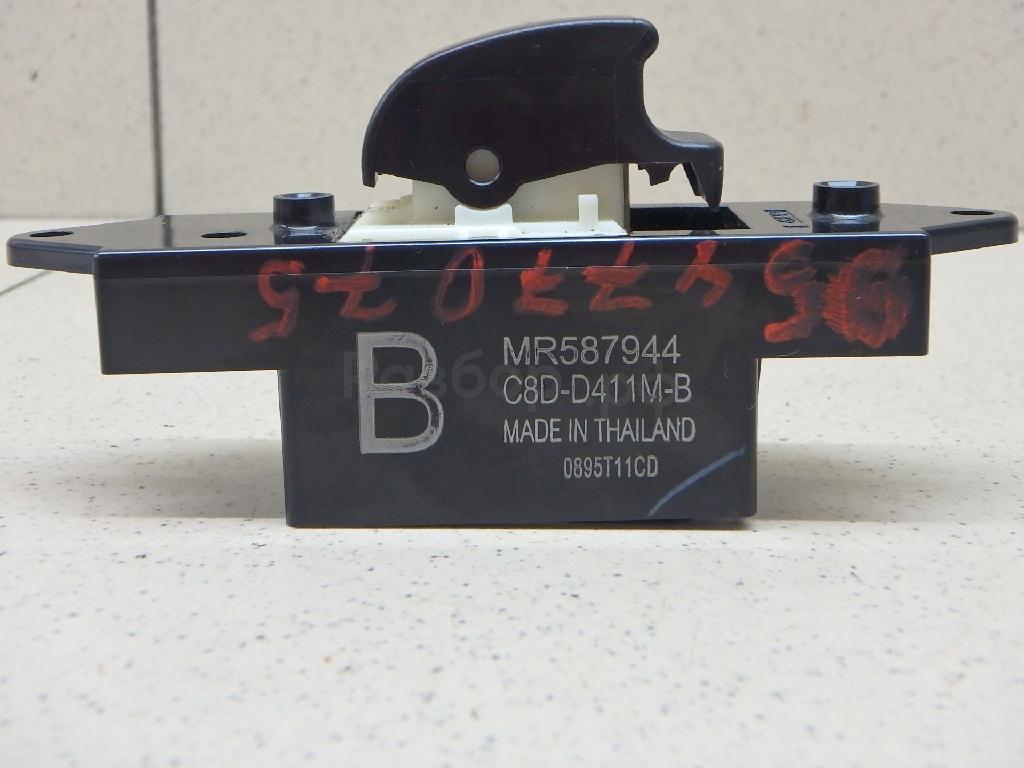 B
MR587944
C8D-D411M-B
MADE IN THAILAND
0895T11CD